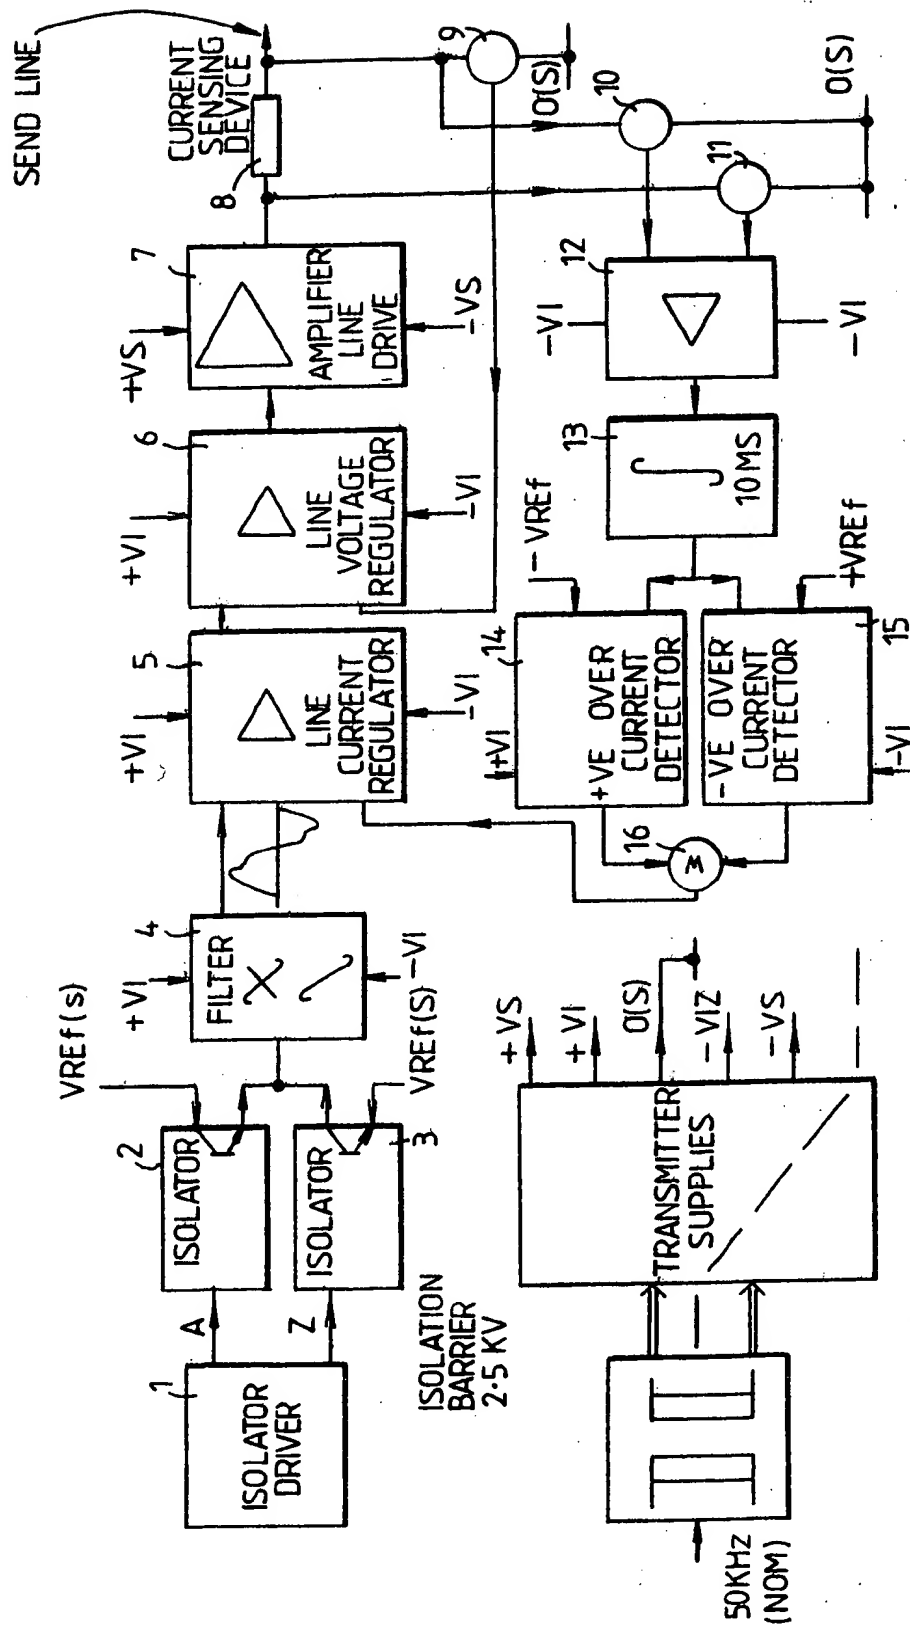 SEND LINE
CURRENT
SENSING
DEVICE
8
9
O(S)
10
O(S)
11
7
+VS
AMPLIFIER
LINE
DRIVE
-VS
6
+VI
LINE
VOLTAGE
REGULATOR
-VI
5
+VI
LINE
CURRENT
REGULATOR
-VI
4
+VI
FILTER
-VI
VREf(s)
2
ISOLATOR
VREf(S)
3
ISOLATOR
A
Z
1
ISOLATOR
DRIVER
ISOLATION
BARRIER
2·5 KV
12
-VI
-VI
13
10MS
- VREf
14
+VI
+VE OVER
CURRENT
DETECTOR
+VREf
15
-VE OVER
CURRENT
DETECTOR
-VI
16
+VS
+VI
O(S)
-VIZ
-VS
TRANSMITTER
SUPPLIES
50KHz
(NOM)